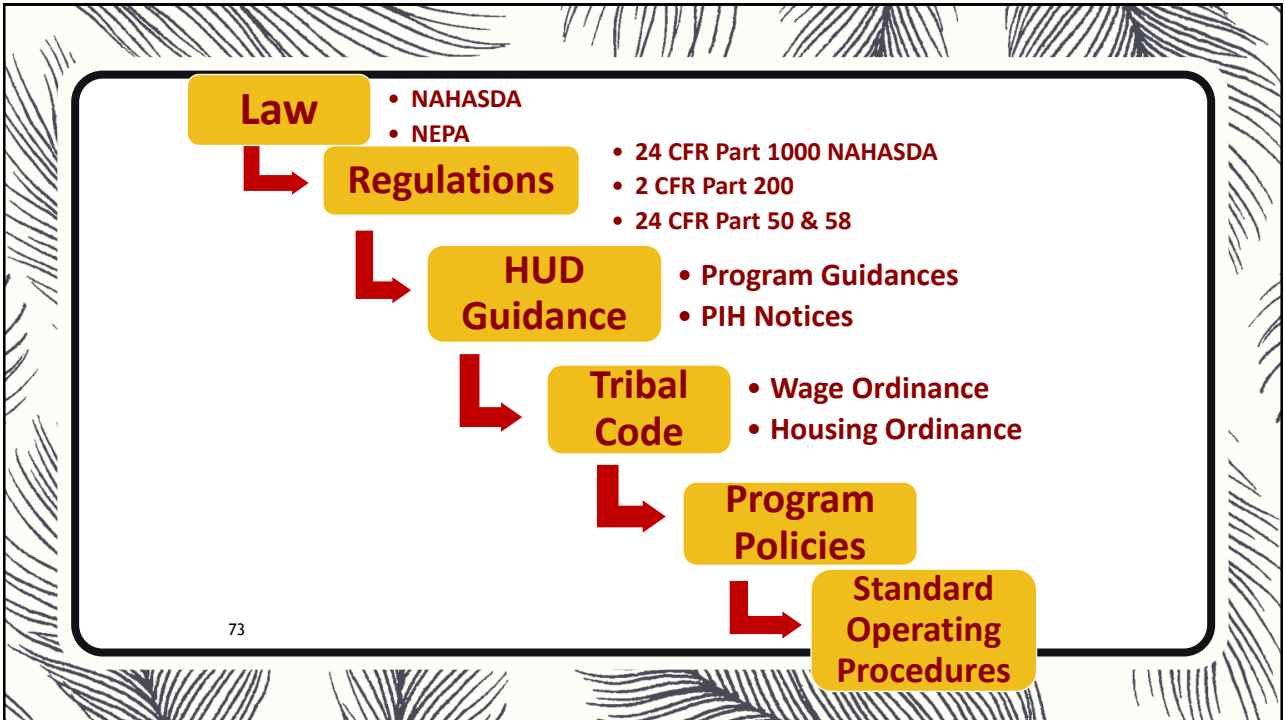 Law
• NAHASDA
• NEPA
Regulations
• 24 CFR Part 1000 NAHASDA
• 2 CFR Part 200
• 24 CFR Part 50 & 58
HUD
Guidance
• Program Guidances
• PIH Notices
Tribal
Code
• Wage Ordinance
• Housing Ordinance
Program
Policies
Standard
Operating
Procedures
73